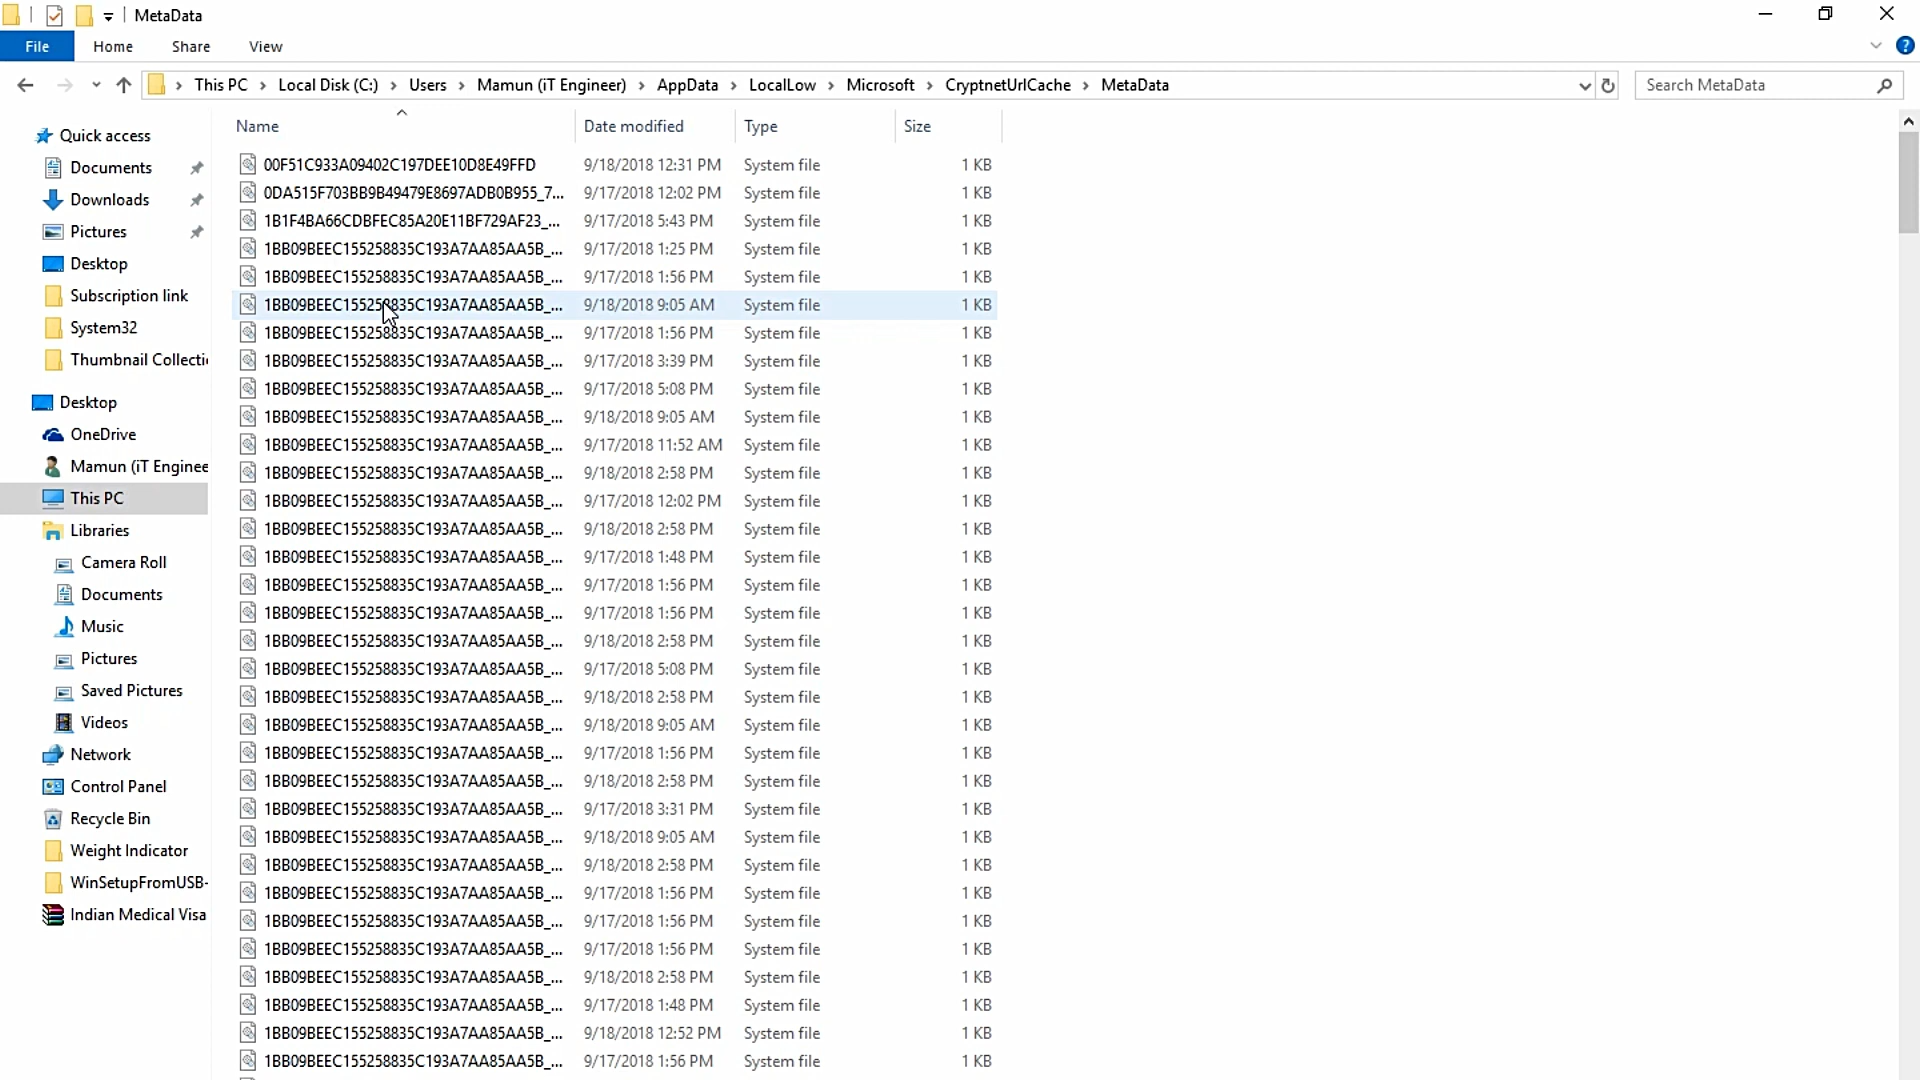 MetaData
File Home Share View
This PC Local Disk (C:) Users Mamun (iT Engineer) AppData LocalLow Microsoft CryptnetUrlCache MetaData
Search MetaData
Quick access
Documents
Downloads
Pictures
Desktop
Subscription link
System32
Thumbnail Collecti
Desktop
OneDrive
Mamun (iT Enginee
This PC
Libraries
Camera Roll
Documents
Music
Pictures
Saved Pictures
Videos
Network
Control Panel
Recycle Bin
Weight Indicator
WinSetupFromUSB-
Indian Medical Visa
Name Date modified Type Size
00F51C933A09402C197DEE10D8E49FFD 9/18/2018 12:31 PM System file 1 KB
0DA515F703BB9B49479E8697ADB0B955_7... 9/17/2018 12:02 PM System file 1 KB
1B1F4BA66CDBFEC85A20E11BF729AF23_... 9/17/2018 5:43 PM System file 1 KB
1BB09BEEC155258835C193A7AA85AA5B_... 9/17/2018 1:25 PM System file 1 KB
1BB09BEEC155258835C193A7AA85AA5B_... 9/17/2018 1:56 PM System file 1 KB
1BB09BEEC155258835C193A7AA85AA5B_... 9/18/2018 9:05 AM System file 1 KB
1BB09BEEC155258835C193A7AA85AA5B_... 9/17/2018 1:56 PM System file 1 KB
1BB09BEEC155258835C193A7AA85AA5B_... 9/17/2018 3:39 PM System file 1 KB
1BB09BEEC155258835C193A7AA85AA5B_... 9/17/2018 5:08 PM System file 1 KB
1BB09BEEC155258835C193A7AA85AA5B_... 9/18/2018 9:05 AM System file 1 KB
1BB09BEEC155258835C193A7AA85AA5B_... 9/17/2018 11:52 AM System file 1 KB
1BB09BEEC155258835C193A7AA85AA5B_... 9/18/2018 2:58 PM System file 1 KB
1BB09BEEC155258835C193A7AA85AA5B_... 9/17/2018 12:02 PM System file 1 KB
1BB09BEEC155258835C193A7AA85AA5B_... 9/18/2018 2:58 PM System file 1 KB
1BB09BEEC155258835C193A7AA85AA5B_... 9/17/2018 1:48 PM System file 1 KB
1BB09BEEC155258835C193A7AA85AA5B_... 9/17/2018 1:56 PM System file 1 KB
1BB09BEEC155258835C193A7AA85AA5B_... 9/17/2018 1:56 PM System file 1 KB
1BB09BEEC155258835C193A7AA85AA5B_... 9/18/2018 2:58 PM System file 1 KB
1BB09BEEC155258835C193A7AA85AA5B_... 9/17/2018 5:08 PM System file 1 KB
1BB09BEEC155258835C193A7AA85AA5B_... 9/18/2018 2:58 PM System file 1 KB
1BB09BEEC155258835C193A7AA85AA5B_... 9/18/2018 9:05 AM System file 1 KB
1BB09BEEC155258835C193A7AA85AA5B_... 9/17/2018 1:56 PM System file 1 KB
1BB09BEEC155258835C193A7AA85AA5B_... 9/18/2018 2:58 PM System file 1 KB
1BB09BEEC155258835C193A7AA85AA5B_... 9/17/2018 3:31 PM System file 1 KB
1BB09BEEC155258835C193A7AA85AA5B_... 9/18/2018 9:05 AM System file 1 KB
1BB09BEEC155258835C193A7AA85AA5B_... 9/18/2018 2:58 PM System file 1 KB
1BB09BEEC155258835C193A7AA85AA5B_... 9/17/2018 1:56 PM System file 1 KB
1BB09BEEC155258835C193A7AA85AA5B_... 9/17/2018 1:56 PM System file 1 KB
1BB09BEEC155258835C193A7AA85AA5B_... 9/17/2018 1:56 PM System file 1 KB
1BB09BEEC155258835C193A7AA85AA5B_... 9/18/2018 2:58 PM System file 1 KB
1BB09BEEC155258835C193A7AA85AA5B_... 9/17/2018 1:48 PM System file 1 KB
1BB09BEEC155258835C193A7AA85AA5B_... 9/18/2018 12:52 PM System file 1 KB
1BB09BEEC155258835C193A7AA85AA5B_... 9/17/2018 1:56 PM System file 1 KB